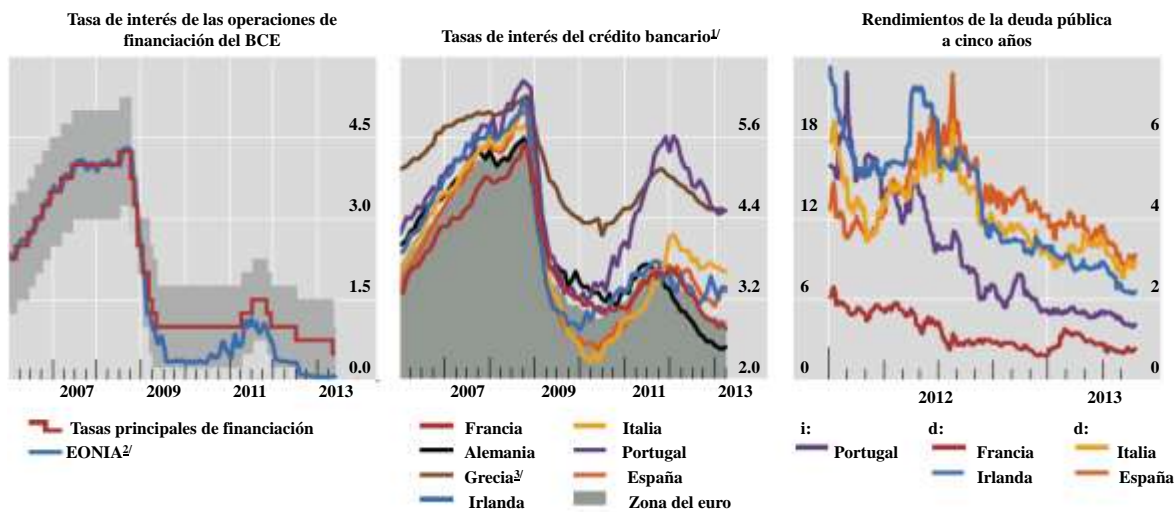 Tasa de interés de las operaciones de
financiación del BCE
4.5
3.0
1.5
0.0
2007 2009 2011 2013
Tasas principales de financiación
EONIA2/
Tasas de interés del crédito bancario1/
5.6
4.4
3.2
2.0
2007 2009 2011 2013
Francia Italia
Alemania Portugal
Grecia3/ España
Irlanda Zona del euro
Rendimientos de la deuda pública
a cinco años
18 6
12 4
6 2
0 0
2012 2013
i: d: d:
Portugal Francia Italia
Irlanda España